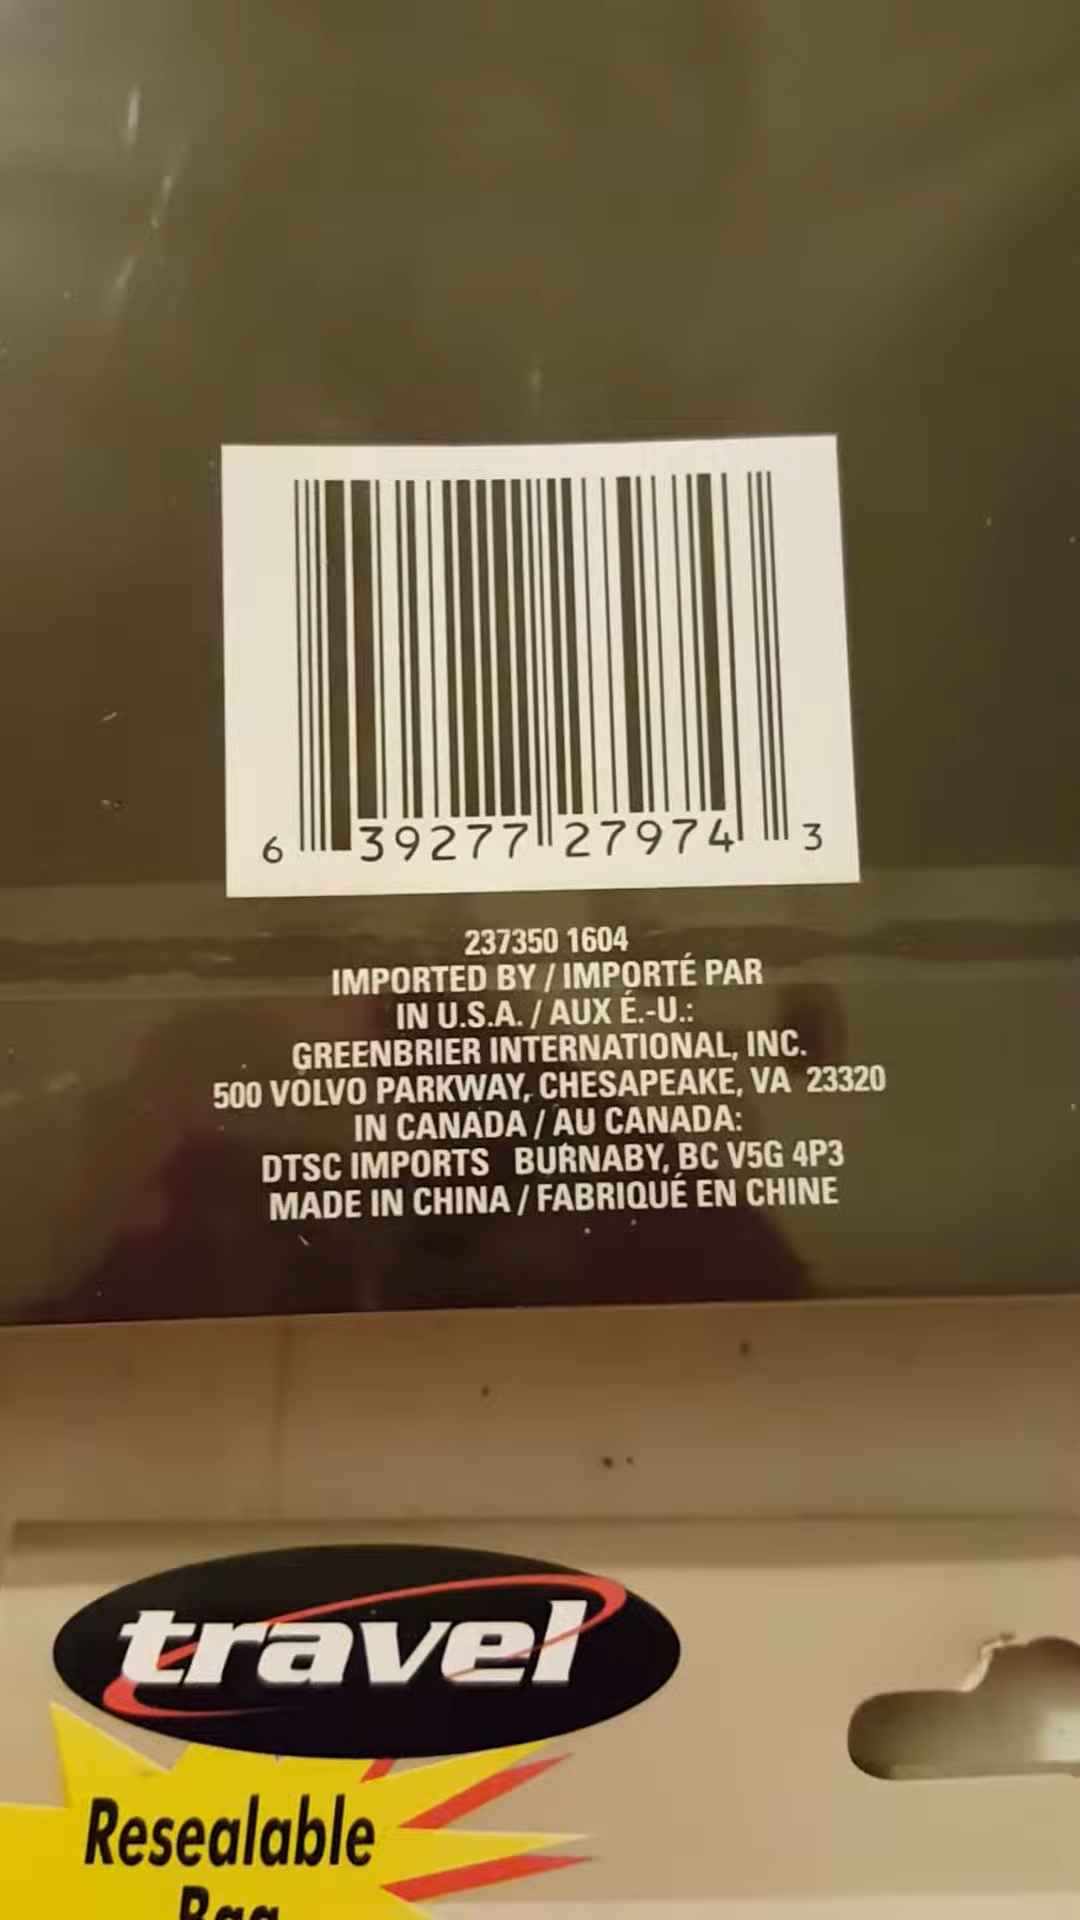 6 39277 27974 3
237350 1604
IMPORTED BY / IMPORTÉ PAR
IN U.S.A. / AUX É.-U.:
GREENBRIER INTERNATIONAL, INC.
500 VOLVO PARKWAY, CHESAPEAKE, VA 23320
IN CANADA / AU CANADA:
DTSC IMPORTS BURNABY, BC V5G 4P3
MADE IN CHINA / FABRIQUÉ EN CHINE
travel
Resealable
Bag